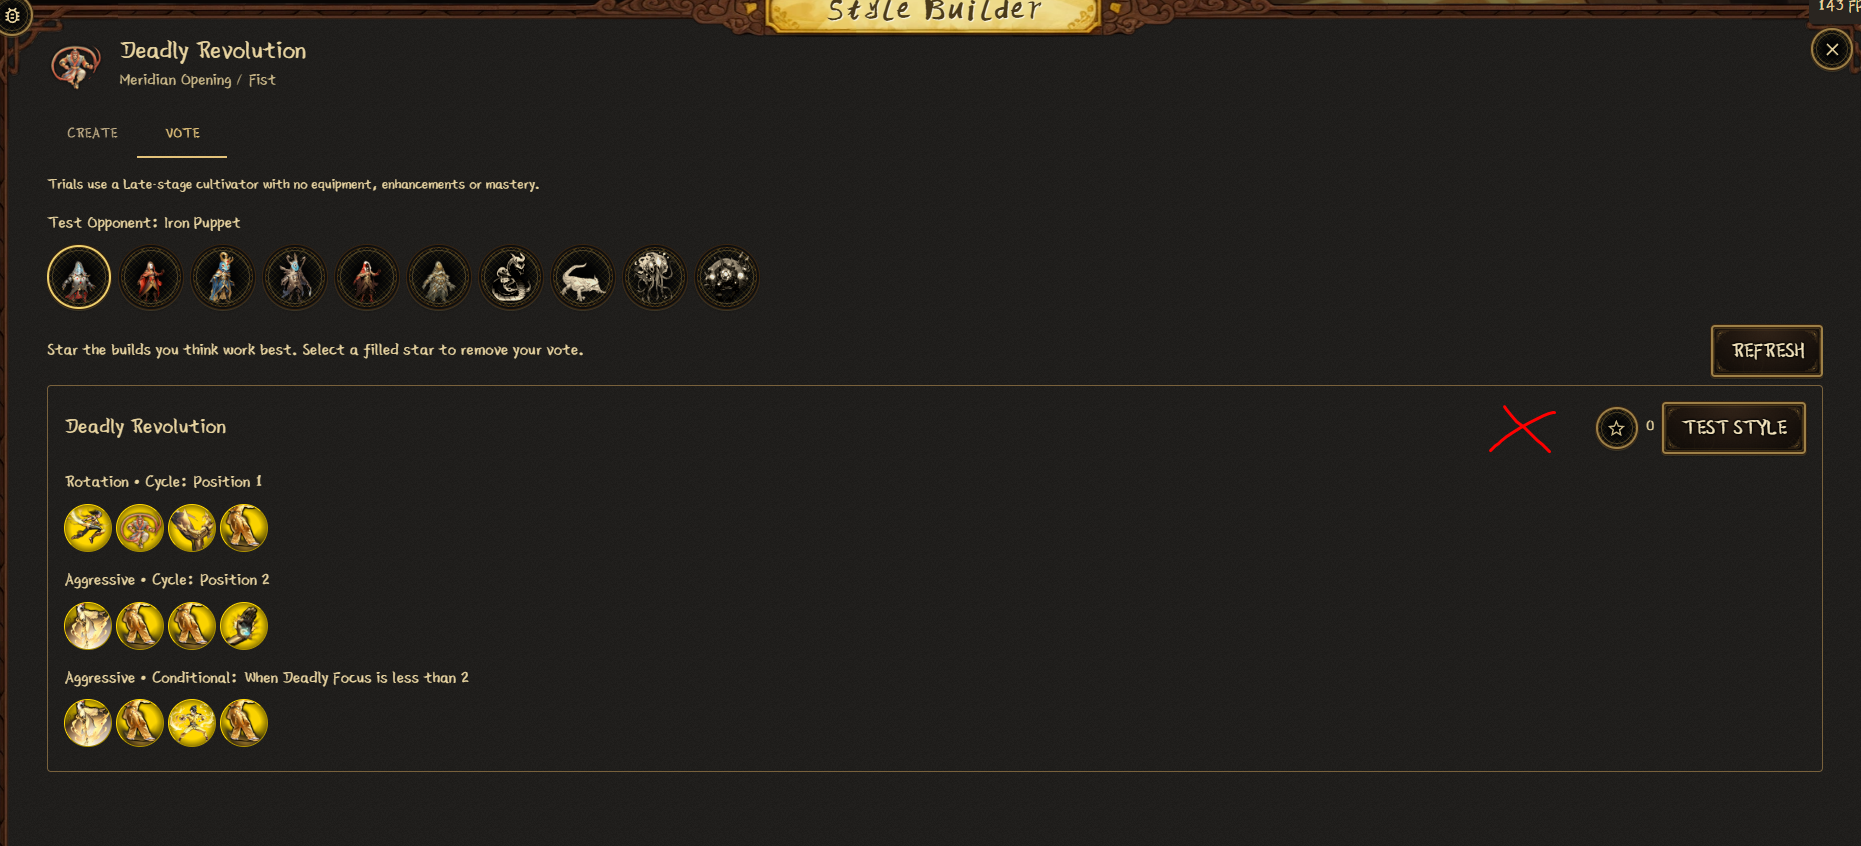 Style Builder
143
Deadly Revolution
Meridian Opening / Fist
CREATE
VOTE
Trials use a Late-stage cultivator with no equipment, enhancements or mastery.
Test Opponent: Iron Puppet
Star the builds you think work best. Select a filled star to remove your vote.
REFRESH
Deadly Revolution
0
TEST STYLE
Rotation • Cycle: Position 1
Aggressive • Cycle: Position 2
Aggressive • Conditional: When Deadly Focus is less than 2